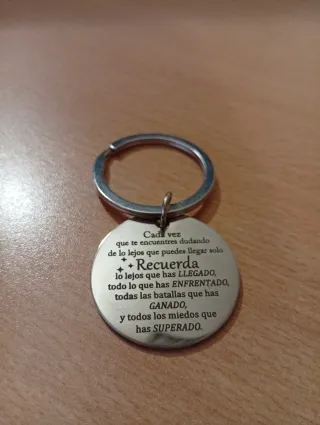 Cada vez
que te encuentres dudando
de lo lejos que puedes llegar solo
Recuerda
lo lejos que has LLEGADO,
todo lo que has ENFRENTADO,
todas las batallas que has
GANADO,
y todos los miedos que
has SUPERADO.